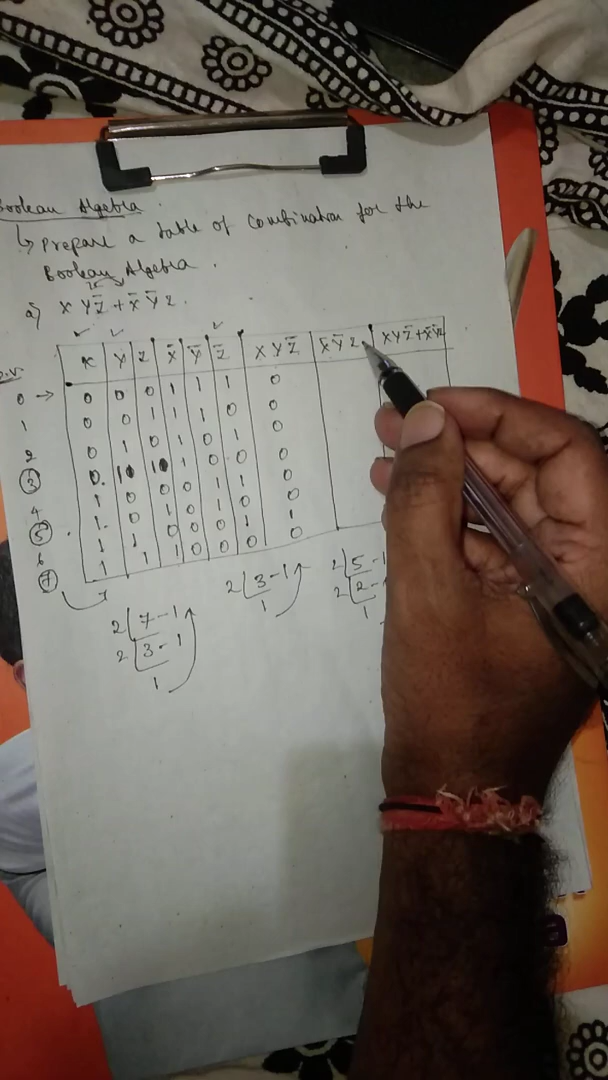 Boolean Algebra.
↳ Prepare a table of Combination for the
Boolean Algebra.
a) X Y Z̄ + X̄ Ȳ Z.
X Y Z X̄ Ȳ Z̄ X Y Z̄ X̄ Ȳ Z XYZ̄+X̄ȲZ
0 → 0 0 0 1 1 1 0
1 0 0 1 1 1 0 0
2 0 1 0 1 0 1 0
3 0 1 1 1 0 0 0
4 1 0 0 0 1 1 0
5 1 0 1 0 1 0 0
6 1 1 0 0 0 1
7 1 1 1 0 0 0 0
2 7 - 1
2 3 - 1
1
2 3 - 1
1
2 5 - 1
2 2 -
1